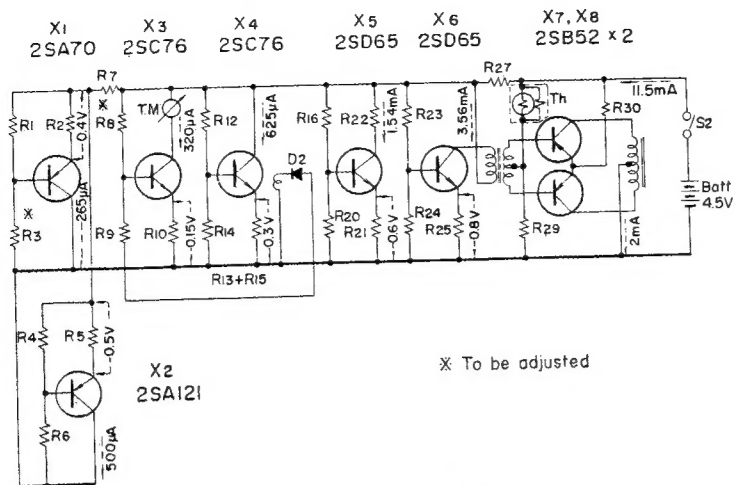 X1 X3 X4 X5 X6 X7, X8
2SA70 2SC76 2SC76 2SD65 2SD65 2SB52 x 2
R7
R27
※
R1
R2
0.4V
265μA
※
R3
R8
T.M
320μA
R9
R10
0.15V
R12
625μA
D2
R14
0.3V
R13+R15
R16
R22
1.54mA
R20
R21
0.6V
R23
3.56mA
R24
R25
0.8V
Th
11.5mA
R30
R29
2mA
S2
Batt
4.5V
R4
R5
0.5V
X2
2SA121
R6
500μA
※ To be adjusted